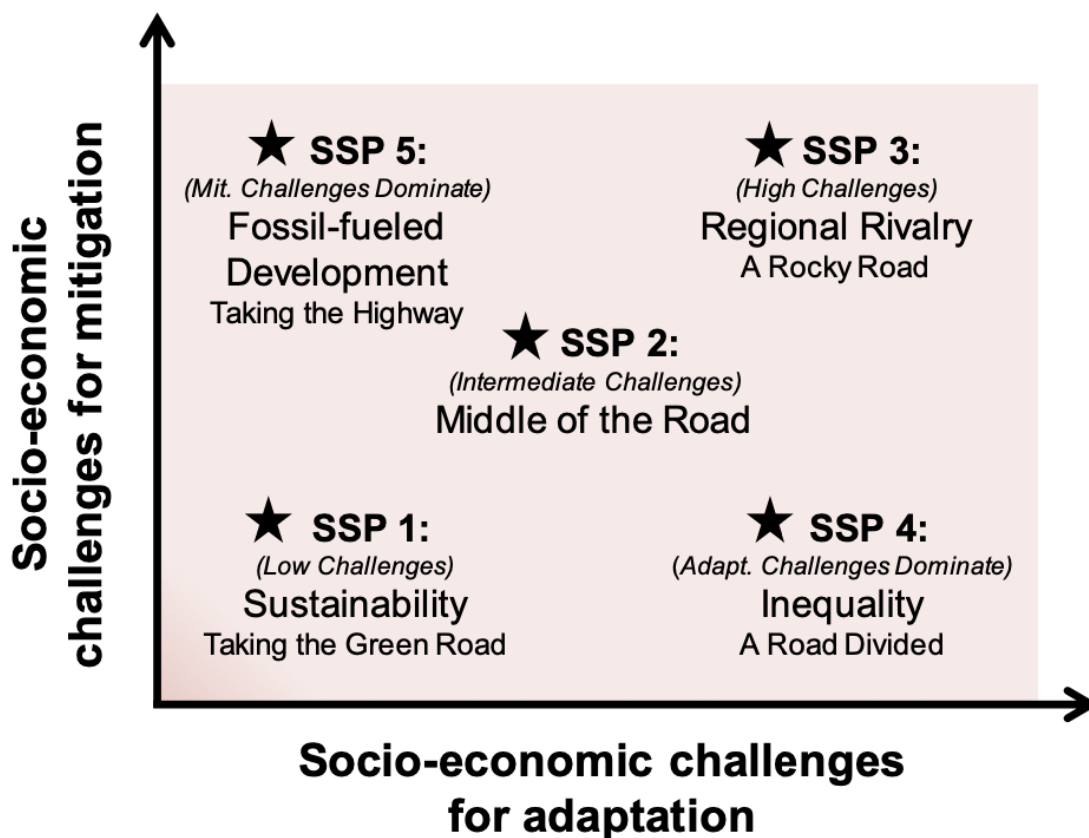 Socio-economic
challenges for mitigation
SSP 5:
(Mit. Challenges Dominate)
Fossil-fueled
Development
Taking the Highway
SSP 3:
(High Challenges)
Regional Rivalry
A Rocky Road
SSP 2:
(Intermediate Challenges)
Middle of the Road
SSP 1:
(Low Challenges)
Sustainability
Taking the Green Road
SSP 4:
(Adapt. Challenges Dominate)
Inequality
A Road Divided
Socio-economic challenges
for adaptation